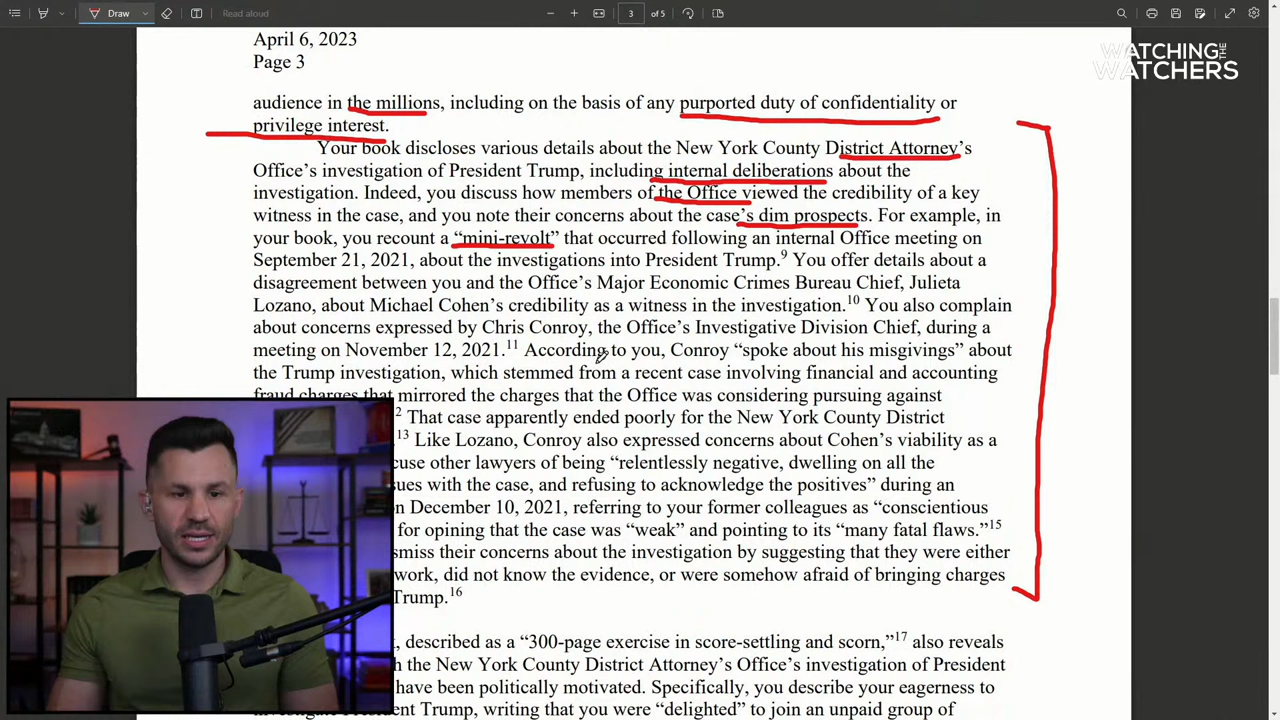 Draw
Read aloud
3
of 5
WATCHING
THE
WATCHERS
April 6, 2023
Page 3
audience in the millions, including on the basis of any purported duty of confidentiality or
privilege interest.
Your book discloses various details about the New York County District Attorney's
Office's investigation of President Trump, including internal deliberations about the
investigation. Indeed, you discuss how members of the Office viewed the credibility of a key
witness in the case, and you note their concerns about the case's dim prospects. For example, in
your book, you recount a “mini-revolt” that occurred following an internal Office meeting on
September 21, 2021, about the investigations into President Trump.9 You offer details about a
disagreement between you and the Office's Major Economic Crimes Bureau Chief, Julieta
Lozano, about Michael Cohen's credibility as a witness in the investigation.10 You also complain
about concerns expressed by Chris Conroy, the Office's Investigative Division Chief, during a
meeting on November 12, 2021.11 According to you, Conroy “spoke about his misgivings” about
the Trump investigation, which stemmed from a recent case involving financial and accounting
fraud charges that mirrored the charges that the Office was considering pursuing against
2 That case apparently ended poorly for the New York County District
13 Like Lozano, Conroy also expressed concerns about Cohen's viability as a
cuse other lawyers of being “relentlessly negative, dwelling on all the
sues with the case, and refusing to acknowledge the positives” during an
on December 10, 2021, referring to your former colleagues as “conscientious
for opining that the case was “weak” and pointing to its “many fatal flaws.”15
smiss their concerns about the investigation by suggesting that they were either
work, did not know the evidence, or were somehow afraid of bringing charges
Trump.16
, described as a “300-page exercise in score-settling and scorn,”17 also reveals
h the New York County District Attorney's Office's investigation of President
have been politically motivated. Specifically, you describe your eagerness to
investigate President Trump, writing that you were “delighted” to join an unpaid group of